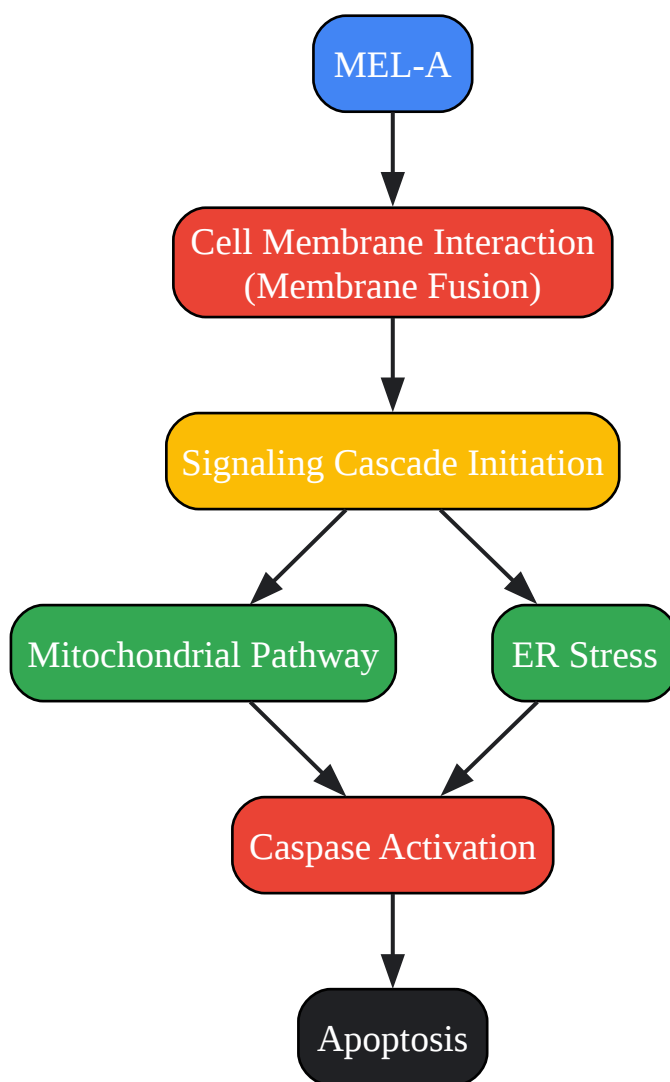 MEL-A
Cell Membrane Interaction
(Membrane Fusion)
Signaling Cascade Initiation
Mitochondrial Pathway
ER Stress
Caspase Activation
Apoptosis